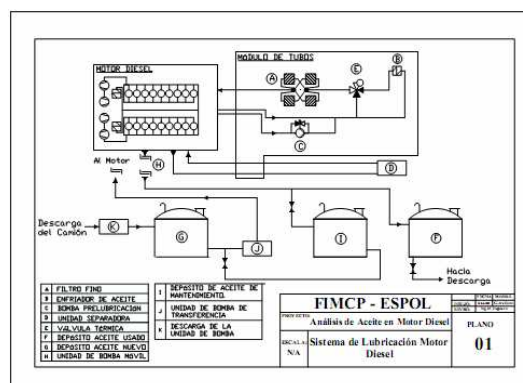 MOTOR DIESEL
MÓDULO DE TUBOS
A
E
B
C
Al Motor
H
D
Descarga
del Camión
K
G
J
I
F
Hacia
Descarga
A FILTRO FINO
B ENFRIADOR DE ACEITE
C BOMBA PRELUBRICACIÓN
D UNIDAD SEPARADORA
E VALVULA TERMICA
F DEPOSITO ACEITE USADO
G DEPOSITO ACEITE NUEVO
H UNIDAD DE BOMBA MOVIL
I DEPOSITO DE ACEITE DE
MANTENIMIENTO.
J UNIDAD DE BOMBA DE
TRANSFERENCIA
K DESCARGA DE LA
UNIDAD DE BOMBA
FIMCP - ESPOL
PROYECTO:
Análisis de Aceite en Motor Diesel
PLANO
01
ESCALA:
N/A
Sistema de Lubricación Motor
Diesel